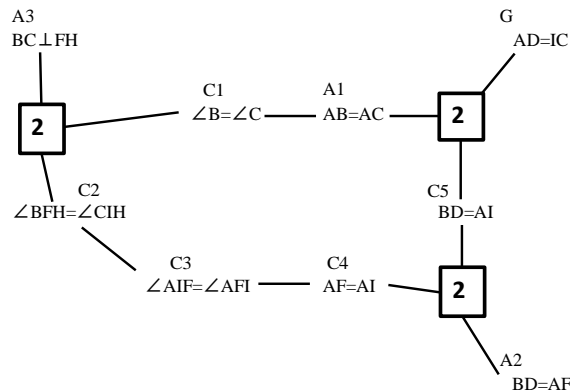 A3
BC⊥FH
G
AD=IC
C1
∠B=∠C
A1
AB=AC
2
2
C2
∠BFH=∠CIH
C5
BD=AI
C3
∠AIF=∠AFI
C4
AF=AI
2
A2
BD=AF